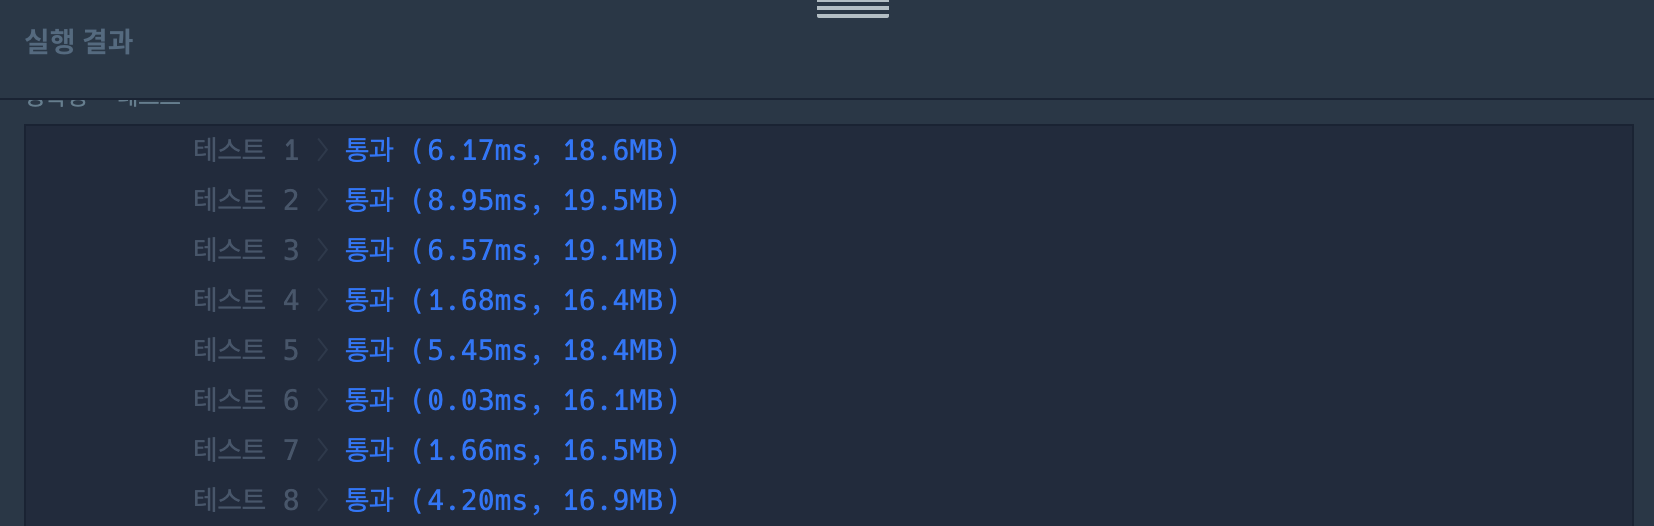 실행 결과
테스트 1 〉 통과 (6.17ms, 18.6MB)
테스트 2 〉 통과 (8.95ms, 19.5MB)
테스트 3 〉 통과 (6.57ms, 19.1MB)
테스트 4 〉 통과 (1.68ms, 16.4MB)
테스트 5 〉 통과 (5.45ms, 18.4MB)
테스트 6 〉 통과 (0.03ms, 16.1MB)
테스트 7 〉 통과 (1.66ms, 16.5MB)
테스트 8 〉 통과 (4.20ms, 16.9MB)